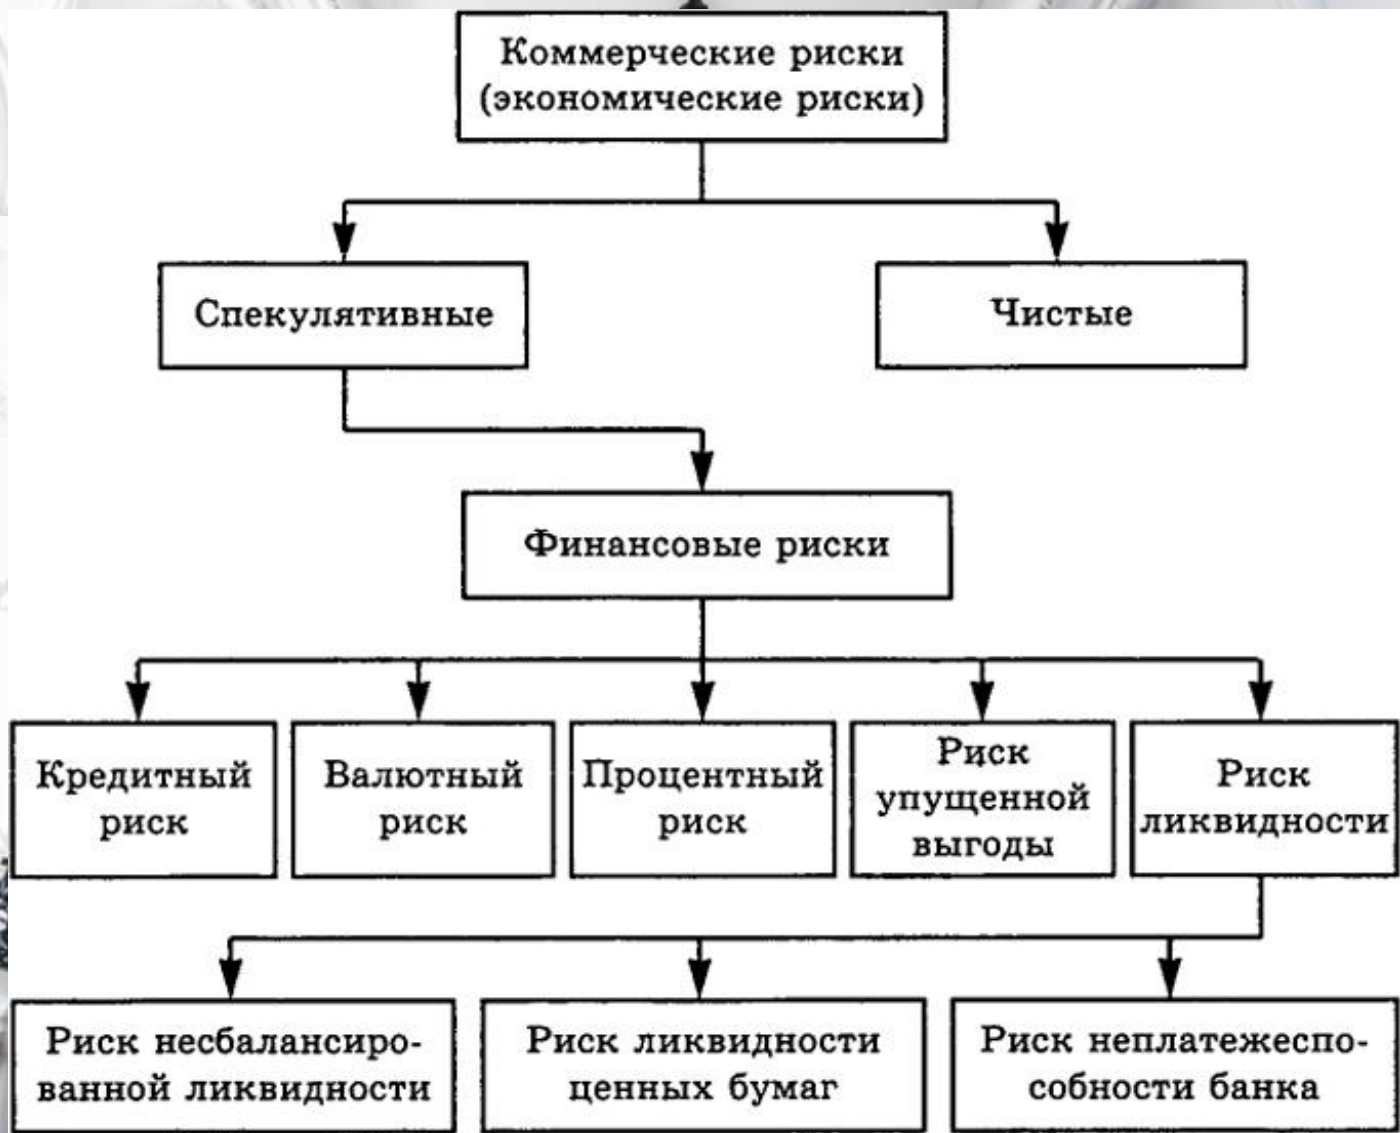 Коммерческие риски
(экономические риски)
Спекулятивные
Чистые
Финансовые риски
Кредитный
риск
Валютный
риск
Процентный
риск
Риск
упущенной
выгоды
Риск
ликвидности
Риск несбалансиро-
ванной ликвидности
Риск ликвидности
ценных бумаг
Риск неплатежеспо-
собности банка